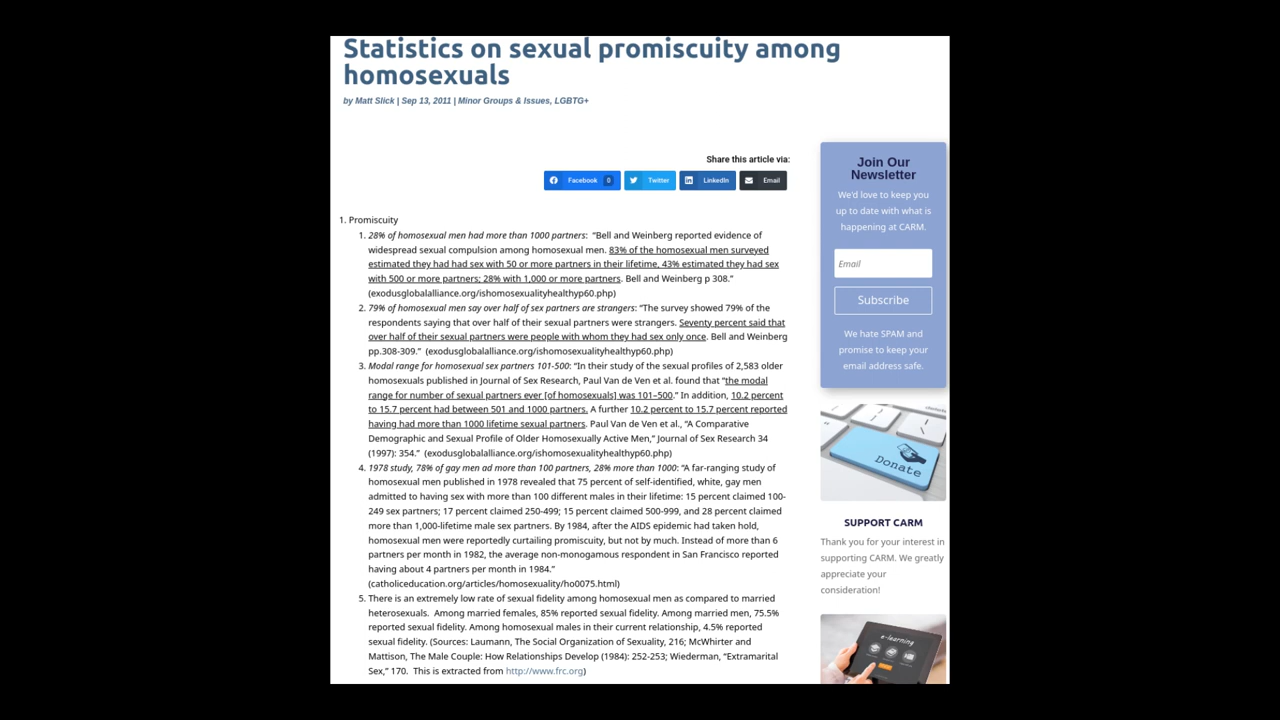 Statistics on sexual promiscuity among
homosexuals
by Matt Slick | Sep 13, 2011 | Minor Groups & Issues, LGBTG+
Share this article via:
Facebook 0
Twitter
LinkedIn
Email
1. Promiscuity
1. 28% of homosexual men had more than 1000 partners: “Bell and Weinberg reported evidence of
widespread sexual compulsion among homosexual men. 83% of the homosexual men surveyed
estimated they had had sex with 50 or more partners in their lifetime, 43% estimated they had sex
with 500 or more partners; 28% with 1,000 or more partners. Bell and Weinberg p 308.”
(exodusglobalalliance.org/ishomosexualityhealthyp60.php)
2. 79% of homosexual men say over half of sex partners are strangers: “The survey showed 79% of the
respondents saying that over half of their sexual partners were strangers. Seventy percent said that
over half of their sexual partners were people with whom they had sex only once. Bell and Weinberg
pp.308-309.” (exodusglobalalliance.org/ishomosexualityhealthyp60.php)
3. Modal range for homosexual sex partners 101-500: “In their study of the sexual profiles of 2,583 older
homosexuals published in Journal of Sex Research, Paul Van de Ven et al. found that “the modal
range for number of sexual partners ever [of homosexuals] was 101–500.” In addition, 10.2 percent
to 15.7 percent had between 501 and 1000 partners. A further 10.2 percent to 15.7 percent reported
having had more than 1000 lifetime sexual partners. Paul Van de Ven et al., “A Comparative
Demographic and Sexual Profile of Older Homosexually Active Men,” Journal of Sex Research 34
(1997): 354.” (exodusglobalalliance.org/ishomosexualityhealthyp60.php)
4. 1978 study, 78% of gay men ad more than 100 partners, 28% more than 1000: “A far-ranging study of
homosexual men published in 1978 revealed that 75 percent of self-identified, white, gay men
admitted to having sex with more than 100 different males in their lifetime: 15 percent claimed 100-
249 sex partners; 17 percent claimed 250-499; 15 percent claimed 500-999, and 28 percent claimed
more than 1,000-lifetime male sex partners. By 1984, after the AIDS epidemic had taken hold,
homosexual men were reportedly curtailing promiscuity, but not by much. Instead of more than 6
partners per month in 1982, the average non-monogamous respondent in San Francisco reported
having about 4 partners per month in 1984.”
(catholiceducation.org/articles/homosexuality/ho0075.html)
5. There is an extremely low rate of sexual fidelity among homosexual men as compared to married
heterosexuals. Among married females, 85% reported sexual fidelity. Among married men, 75.5%
reported sexual fidelity. Among homosexual males in their current relationship, 4.5% reported
sexual fidelity. (Sources: Laumann, The Social Organization of Sexuality, 216; McWhirter and
Mattison, The Male Couple: How Relationships Develop (1984): 252-253; Wiederman, “Extramarital
Sex,” 170. This is extracted from http://www.frc.org)
Join Our
Newsletter
We'd love to keep you
up to date with what is
happening at CARM.
Email
Subscribe
We hate SPAM and
promise to keep your
email address safe.
Donate
SUPPORT CARM
Thank you for your interest in
supporting CARM. We greatly
appreciate your
consideration!
e-learning